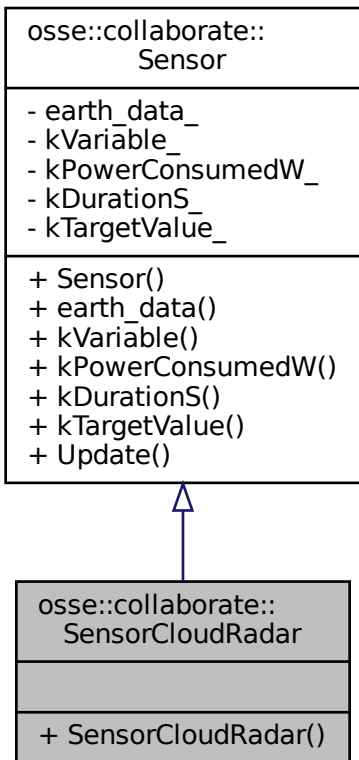 osse::collaborate::
Sensor
- earth_data_
- kVariable_
- kPowerConsumedW_
- kDurationS_
- kTargetValue_
+ Sensor()
+ earth_data()
+ kVariable()
+ kPowerConsumedW()
+ kDurationS()
+ kTargetValue()
+ Update()
osse::collaborate::
SensorCloudRadar
+ SensorCloudRadar()